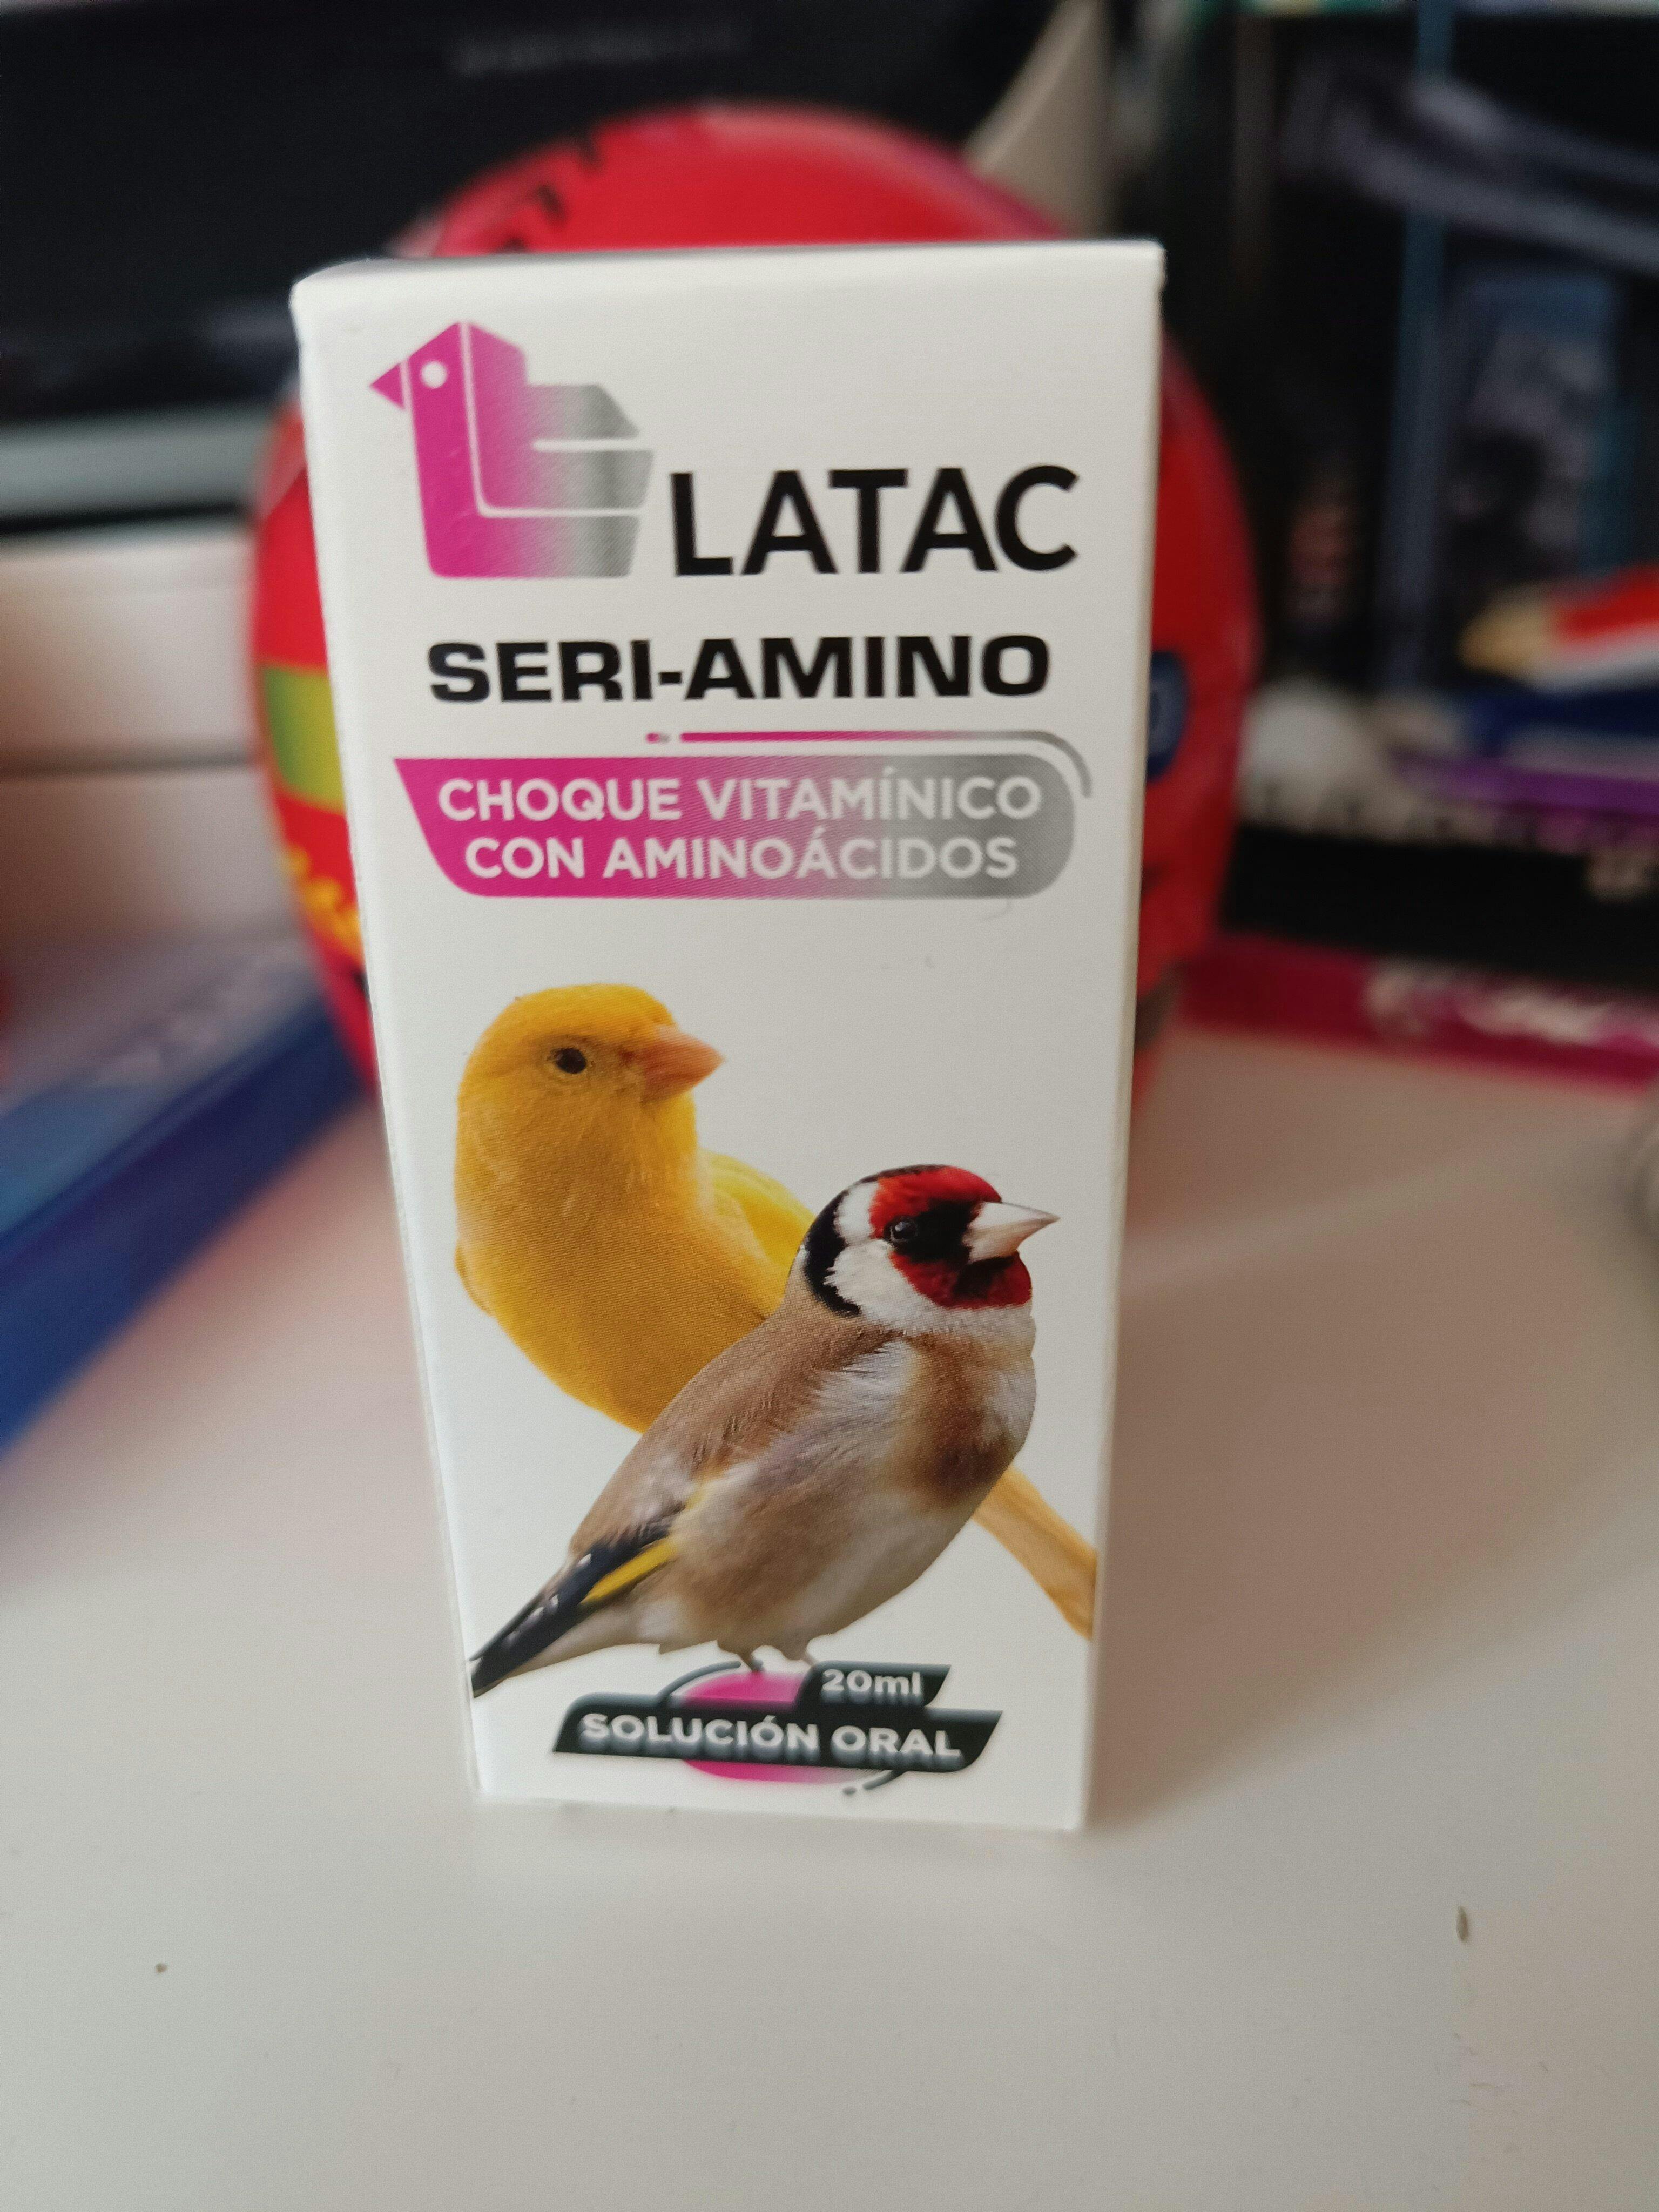 LATAC
SERI-AMINO
CHOQUE VITAMÍNICO
CON AMINOÁCIDOS
20ml
SOLUCIÓN ORAL